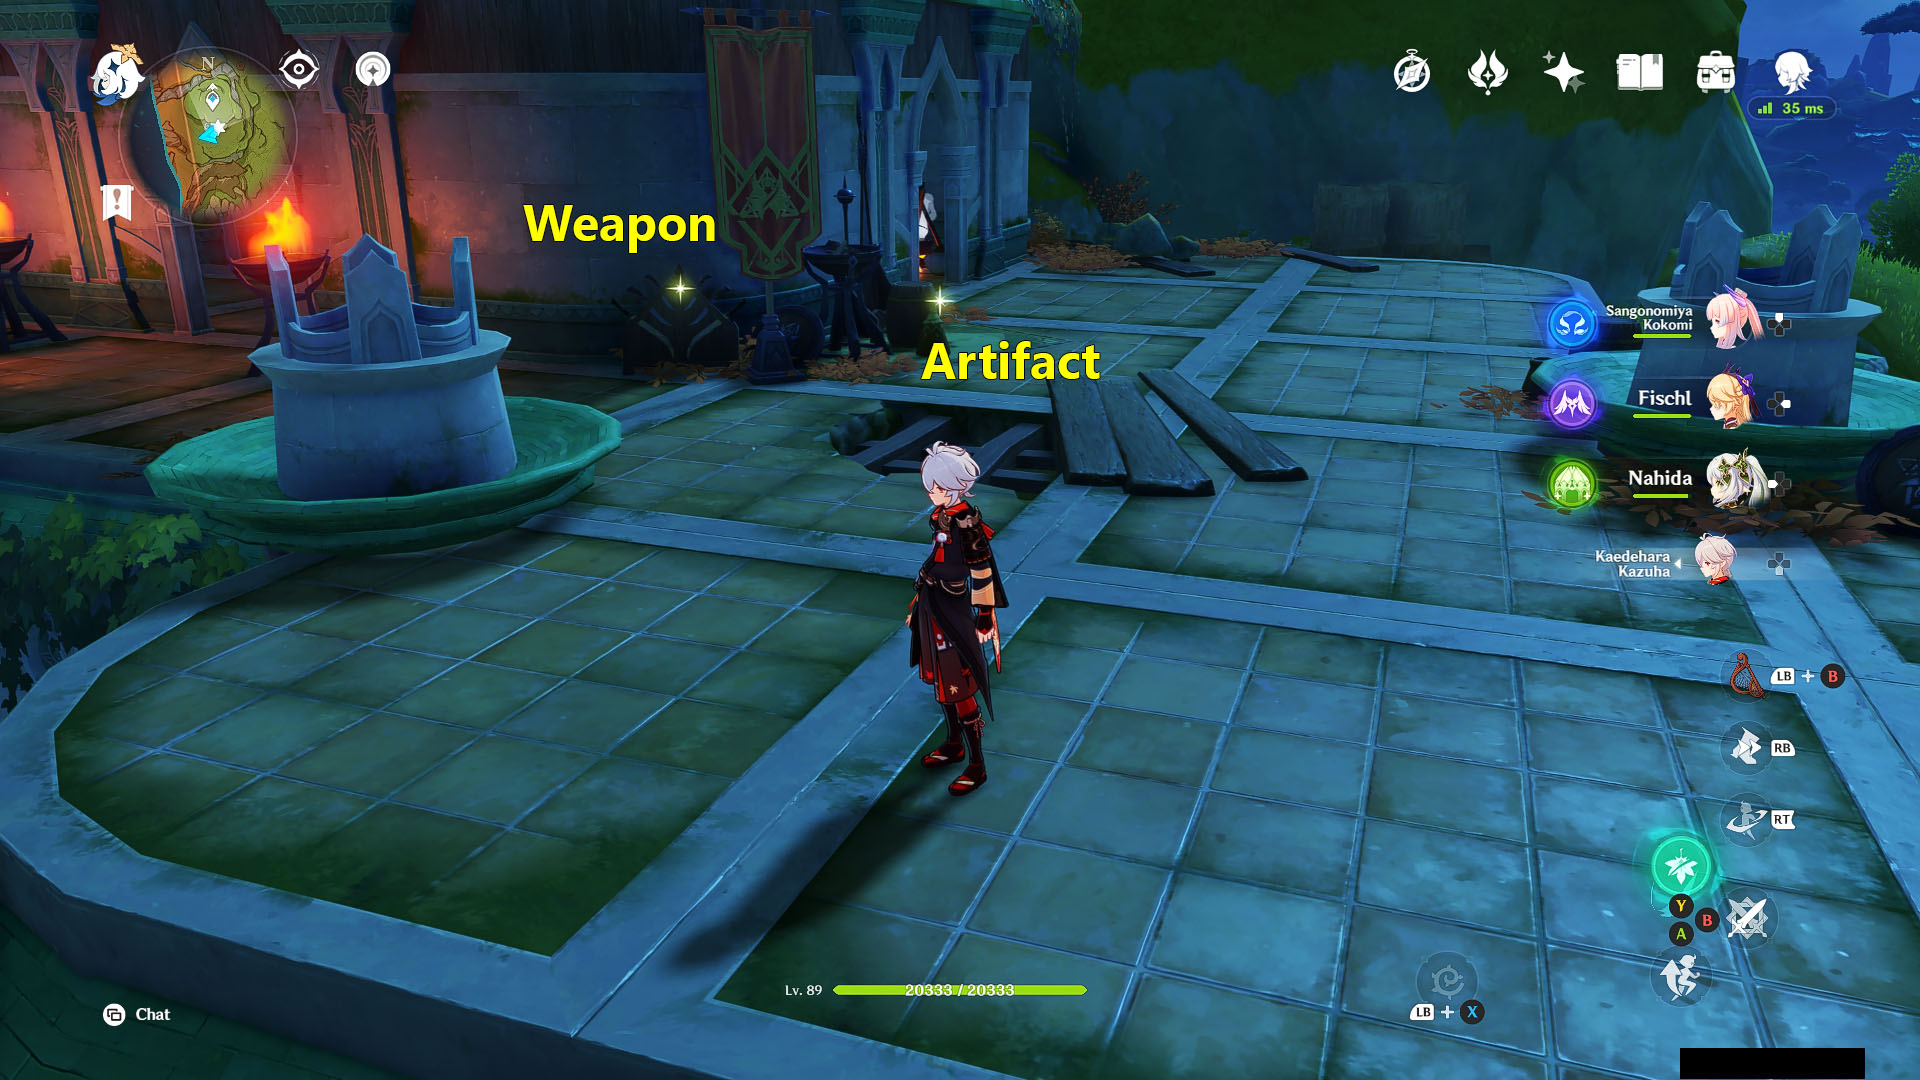 N
35 ms
Weapon
Artifact
Sangonomiya
Kokomi
Fischl
Nahida
Kaedehara
Kazuha
LB + B
RB
RT
Y
B
A
LB + X
Lv. 89 20333 / 20333
Chat